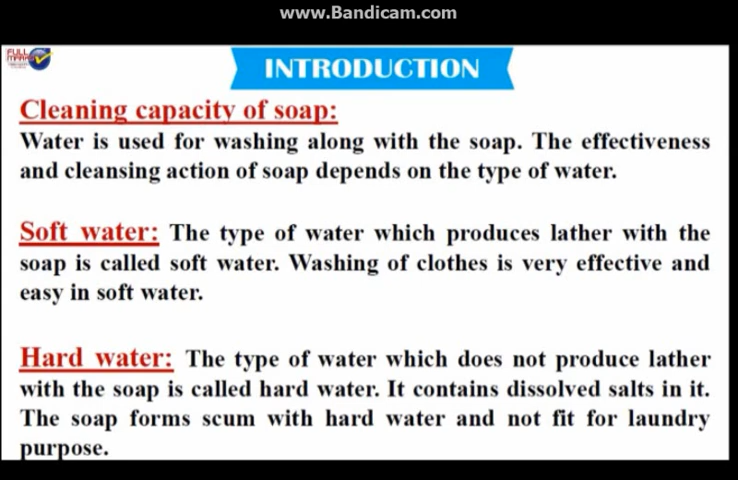 www.Bandicam.com
FULL
MARKS
INTRODUCTION
Cleaning capacity of soap:
Water is used for washing along with the soap. The effectiveness
and cleansing action of soap depends on the type of water.
Soft water: The type of water which produces lather with the
soap is called soft water. Washing of clothes is very effective and
easy in soft water.
Hard water: The type of water which does not produce lather
with the soap is called hard water. It contains dissolved salts in it.
The soap forms scum with hard water and not fit for laundry
purpose.